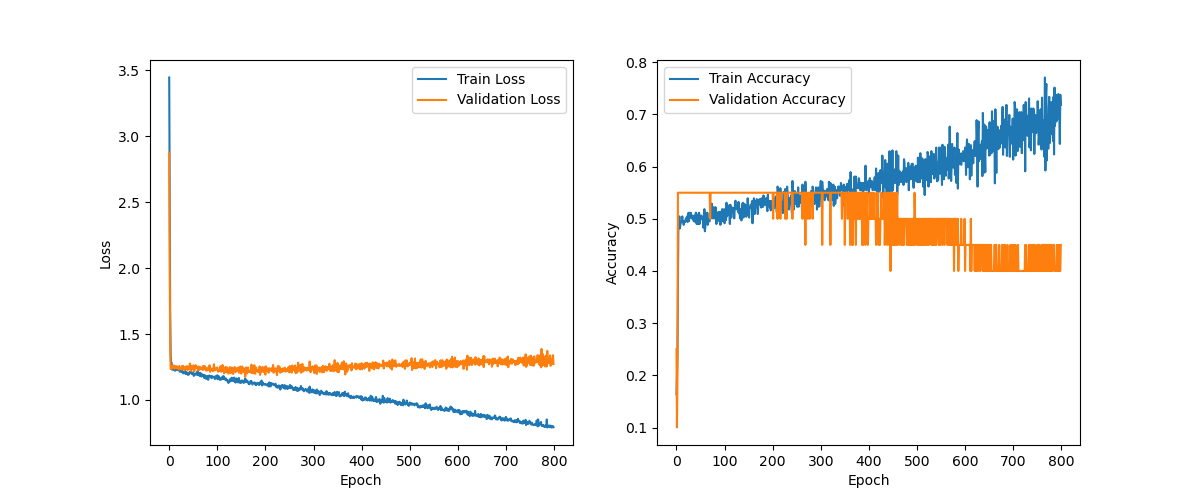 3.5
3.0
2.5
2.0
1.5
1.0
Loss
0 100 200 300 400 500 600 700 800
Epoch
Train Loss
Validation Loss
0.8
0.7
0.6
0.5
0.4
0.3
0.2
0.1
Accuracy
0 100 200 300 400 500 600 700 800
Epoch
Train Accuracy
Validation Accuracy